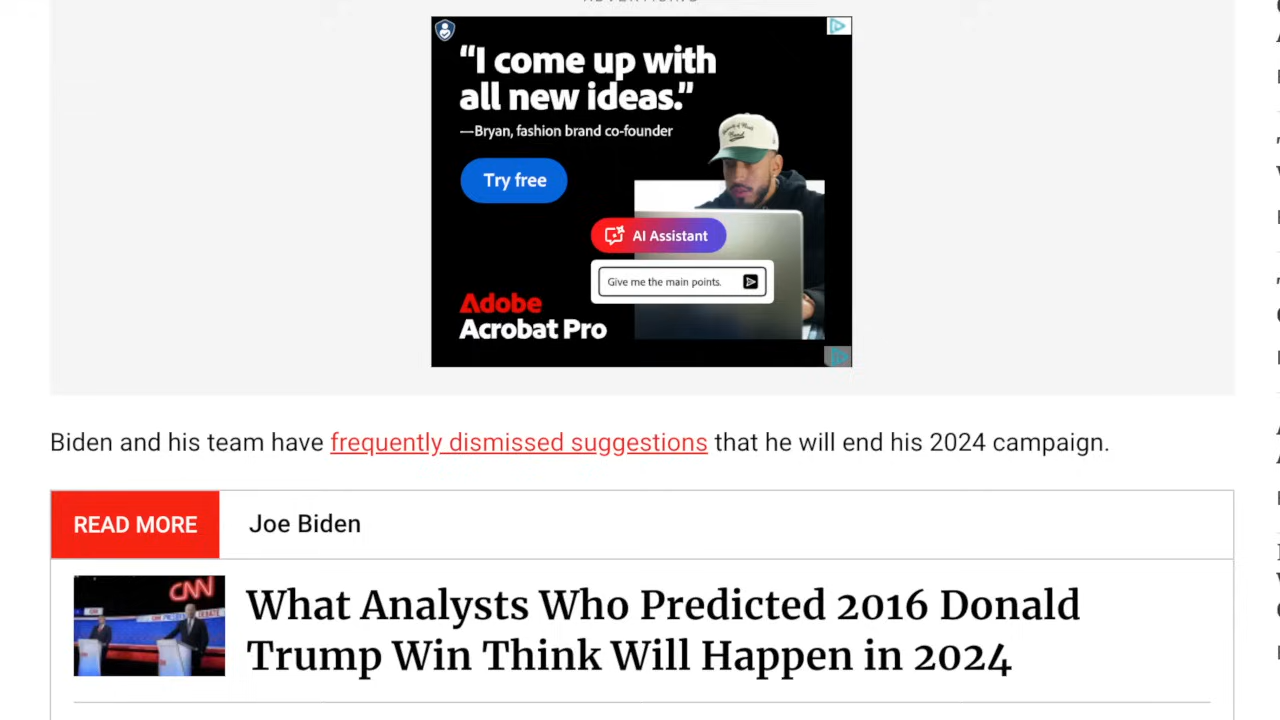 “I come up with
all new ideas.”
—Bryan, fashion brand co-founder
Try free
AI Assistant
Give me the main points.
Adobe
Acrobat Pro
Biden and his team have frequently dismissed suggestions that he will end his 2024 campaign.
READ MORE
Joe Biden
CNN
What Analysts Who Predicted 2016 Donald
Trump Win Think Will Happen in 2024